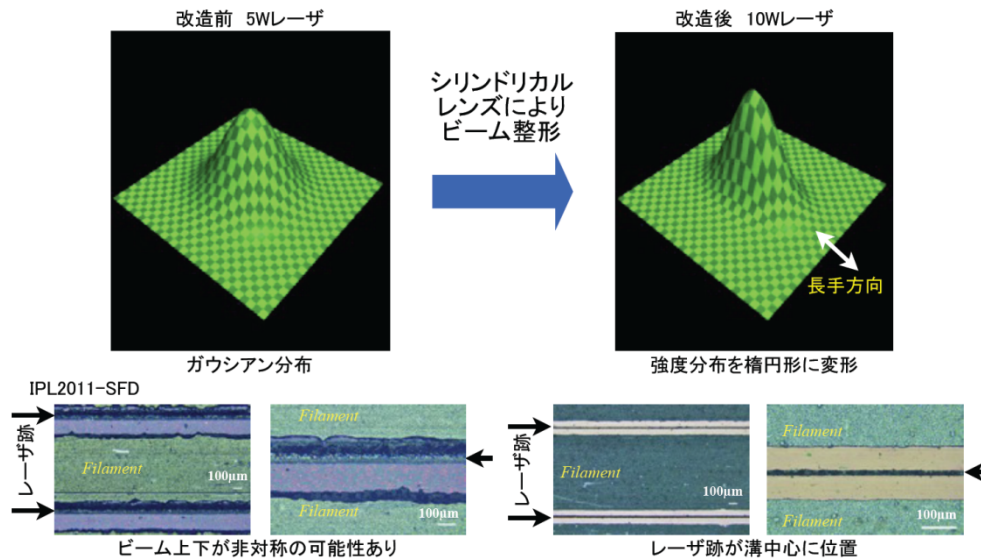 改造前 5Wレーザ
改造後 10Wレーザ
シリンドリカル
レンズにより
ビーム整形
長手方向
ガウシアン分布
強度分布を楕円形に変形
IPL2011-SFD
レーザ跡
Filament
100μm
Filament
Filament
100μm
レーザ跡
Filament
100μm
Filament
Filament
100μm
ビーム上下が非対称の可能性あり
レーザ跡が溝中心に位置